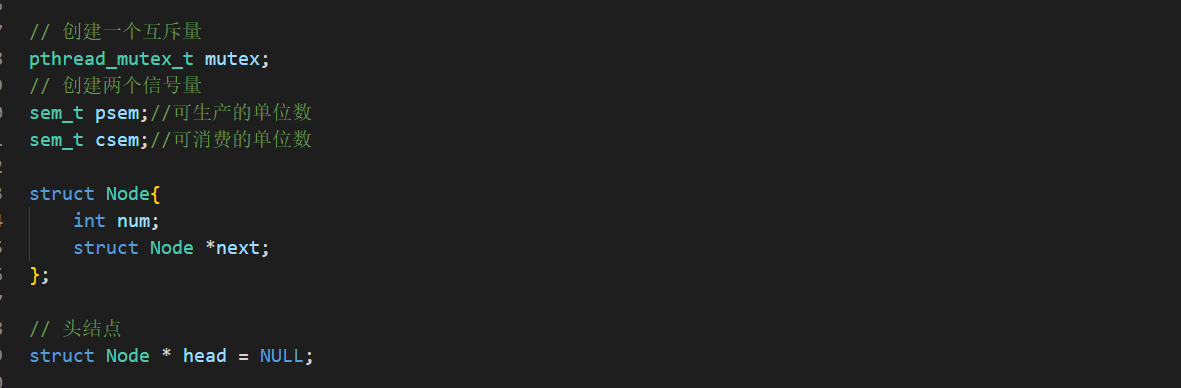 // 创建一个互斥量
pthread_mutex_t mutex;
// 创建两个信号量
sem_t psem;//可生产的单位数
sem_t csem;//可消费的单位数
struct Node{
int num;
struct Node *next;
};
// 头结点
struct Node * head = NULL;